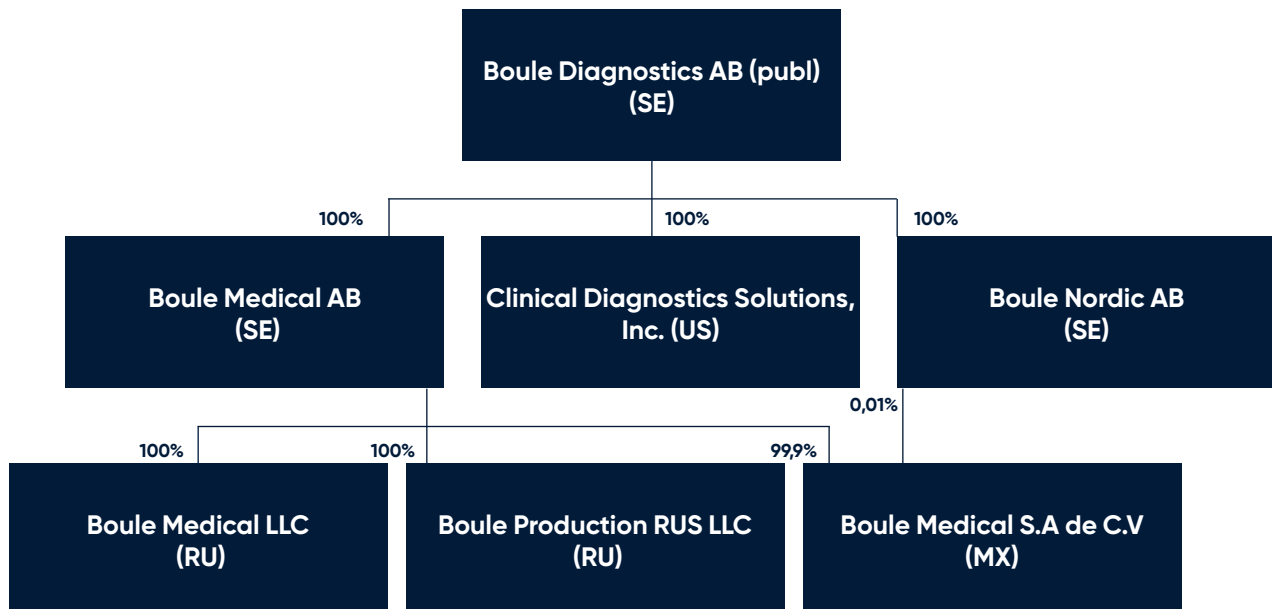 Boule Diagnostics AB (publ)
(SE)
100%
100%
100%
Boule Medical AB
(SE)
Clinical Diagnostics Solutions,
Inc. (US)
Boule Nordic AB
(SE)
0,01%
100%
100%
99,9%
Boule Medical LLC
(RU)
Boule Production RUS LLC
(RU)
Boule Medical S.A de C.V
(MX)